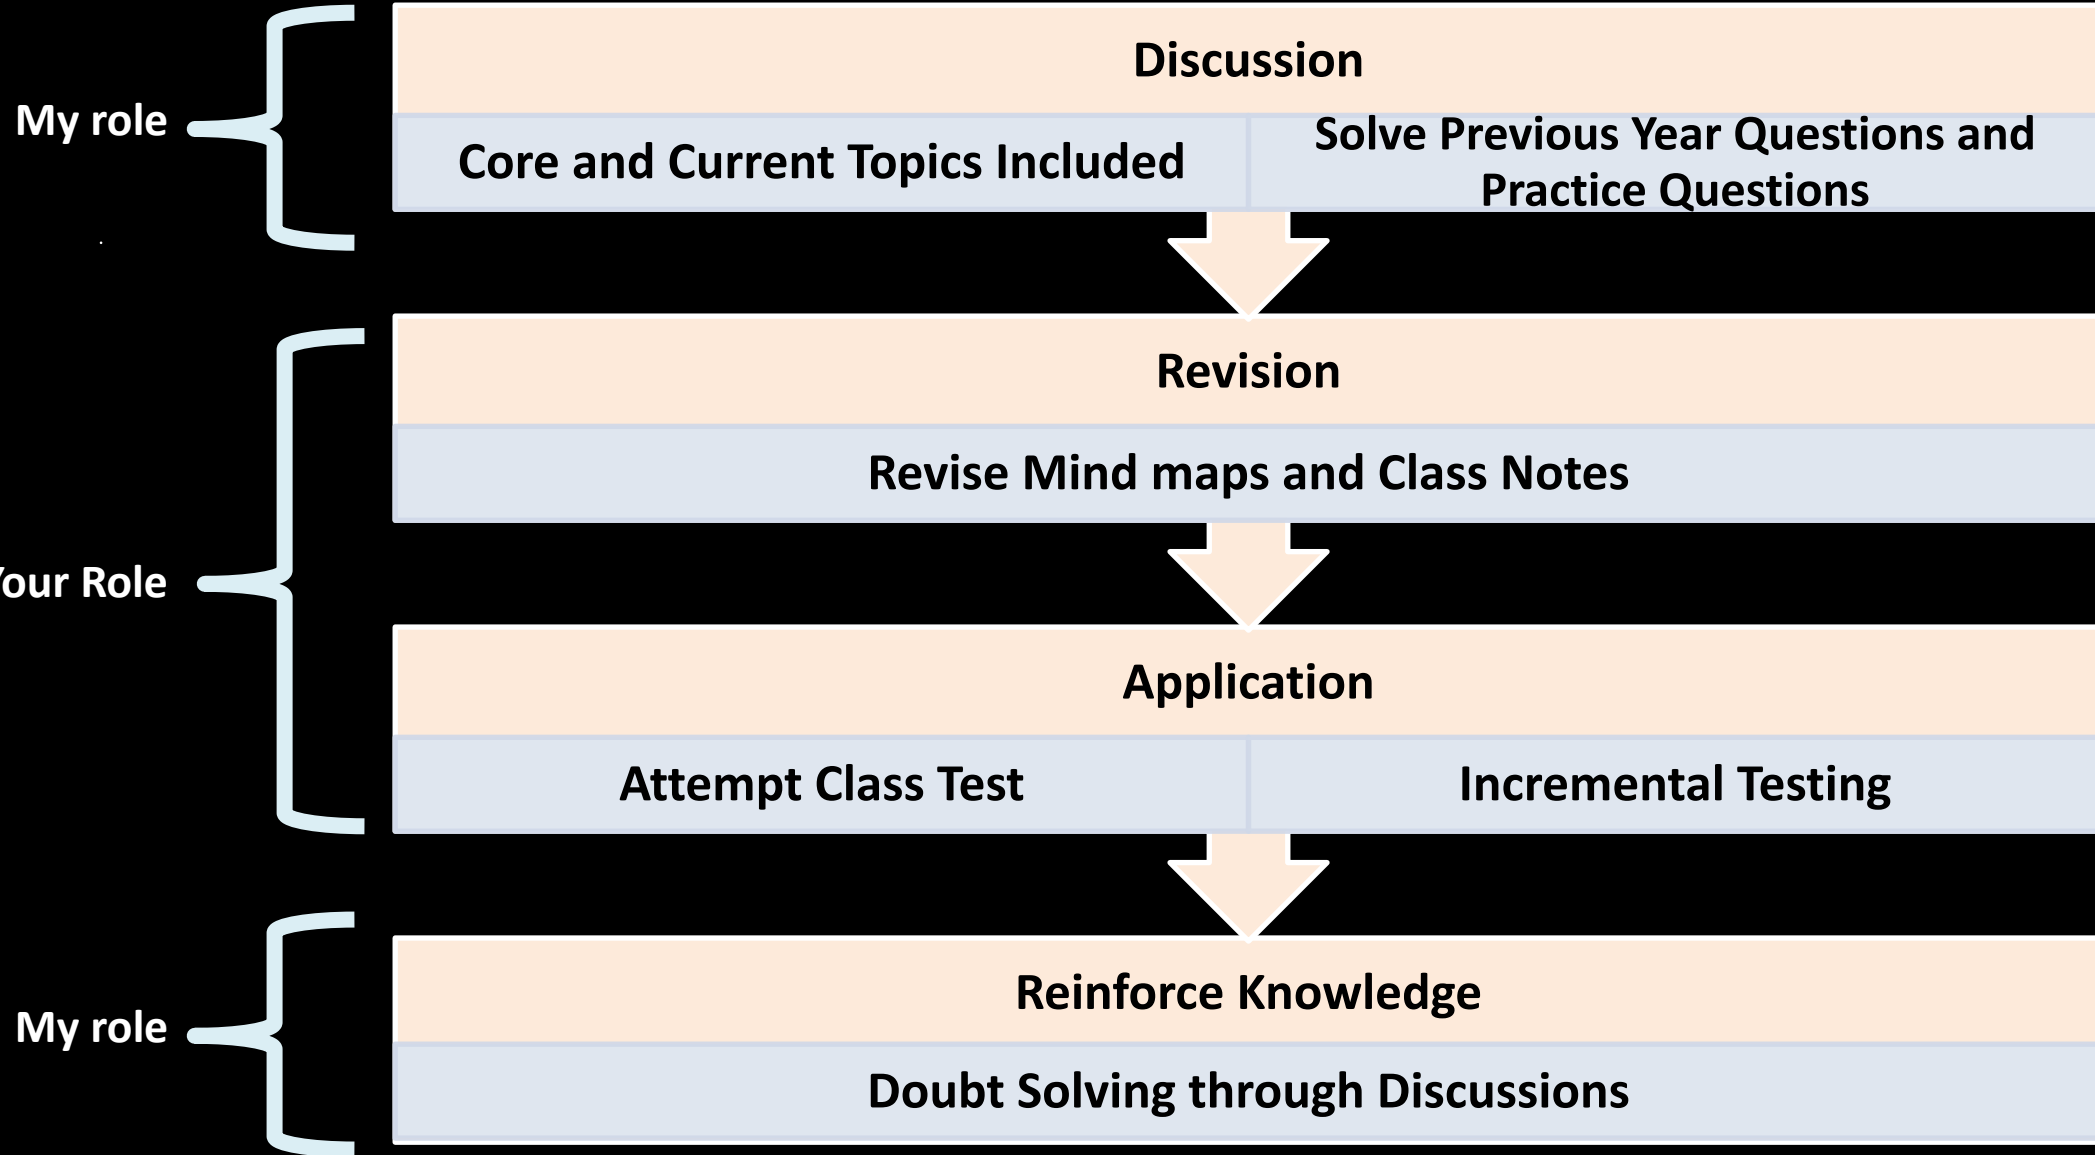 My role
Discussion
Core and Current Topics Included
Solve Previous Year Questions and
Practice Questions
Your Role
Revision
Revise Mind maps and Class Notes
Application
Attempt Class Test
Incremental Testing
My role
Reinforce Knowledge
Doubt Solving through Discussions